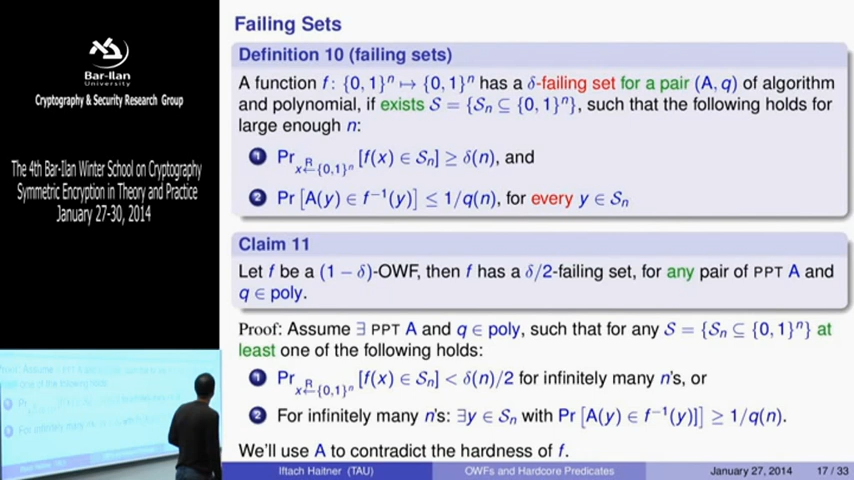 Bar-Ilan
University
Cryptography & Security Research Group
The 4th Bar-Ilan Winter School on Cryptography
Symmetric Encryption in Theory and Practice
January 27-30, 2014
Failing Sets
Definition 10 (failing sets)
A function f: {0, 1}ⁿ ↦ {0, 1}ⁿ has a δ-failing set for a pair (A, q) of algorithm
and polynomial, if exists 𝒮 = {𝒮ₙ ⊆ {0, 1}ⁿ}, such that the following holds for
large enough n:
1 Pr_{x ←ᴿ {0,1}ⁿ} [f(x) ∈ 𝒮ₙ] ≥ δ(n), and
2 Pr [A(y) ∈ f⁻¹(y)] ≤ 1/q(n), for every y ∈ 𝒮ₙ
Claim 11
Let f be a (1 − δ)-OWF, then f has a δ/2-failing set, for any pair of PPT A and
q ∈ poly.
Proof: Assume ∃ PPT A and q ∈ poly, such that for any 𝒮 = {𝒮ₙ ⊆ {0, 1}ⁿ} at
least one of the following holds:
1 Pr_{x ←ᴿ {0,1}ⁿ} [f(x) ∈ 𝒮ₙ] < δ(n)/2 for infinitely many n's, or
2 For infinitely many n's: ∃y ∈ 𝒮ₙ with Pr [A(y) ∈ f⁻¹(y)]] ≥ 1/q(n).
We'll use A to contradict the hardness of f.
Iftach Haitner (TAU) OWFs and Hardcore Predicates January 27, 2014 17 / 33